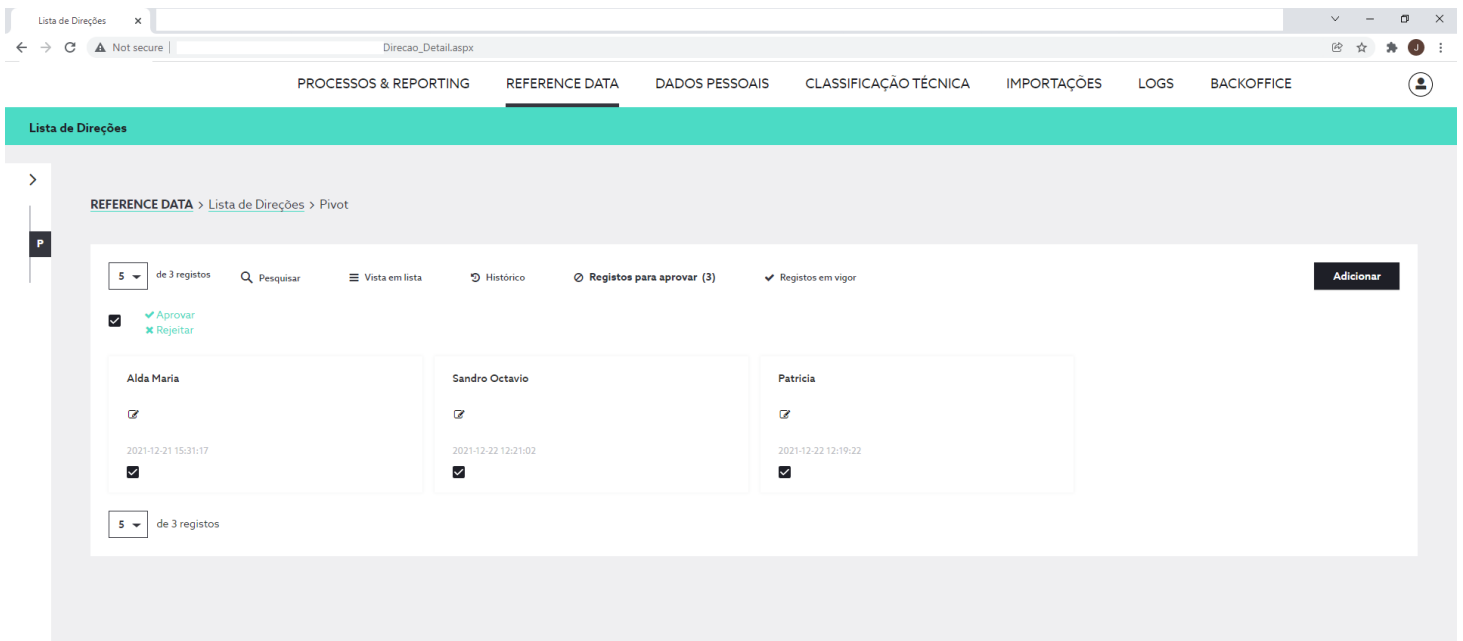 Lista de Direções
Not secure
Direcao_Detail.aspx
J
PROCESSOS & REPORTING REFERENCE DATA DADOS PESSOAIS CLASSIFICAÇÃO TÉCNICA IMPORTAÇÕES LOGS BACKOFFICE
Lista de Direções
REFERENCE DATA > Lista de Direções > Pivot
P
5 de 3 registos Pesquisar Vista em lista Histórico Registos para aprovar (3) Registos em vigor Adicionar
Aprovar
Rejeitar
Alda Maria Sandro Octavio Patricia
2021-12-21 15:31:17 2021-12-22 12:21:02 2021-12-22 12:19:22
5 de 3 registos